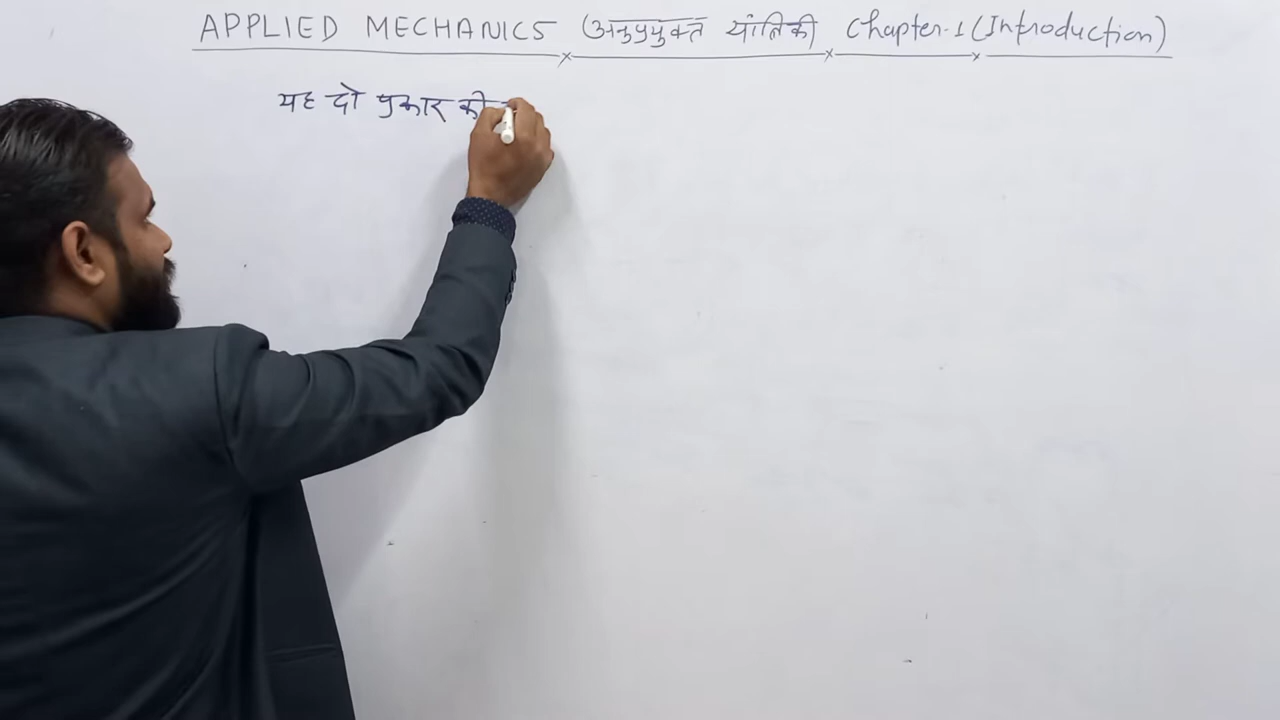 APPLIED MECHANICS (अनुप्रयुक्त यांत्रिकी) Chapter-1 (Introduction)
यह दो प्रकार की